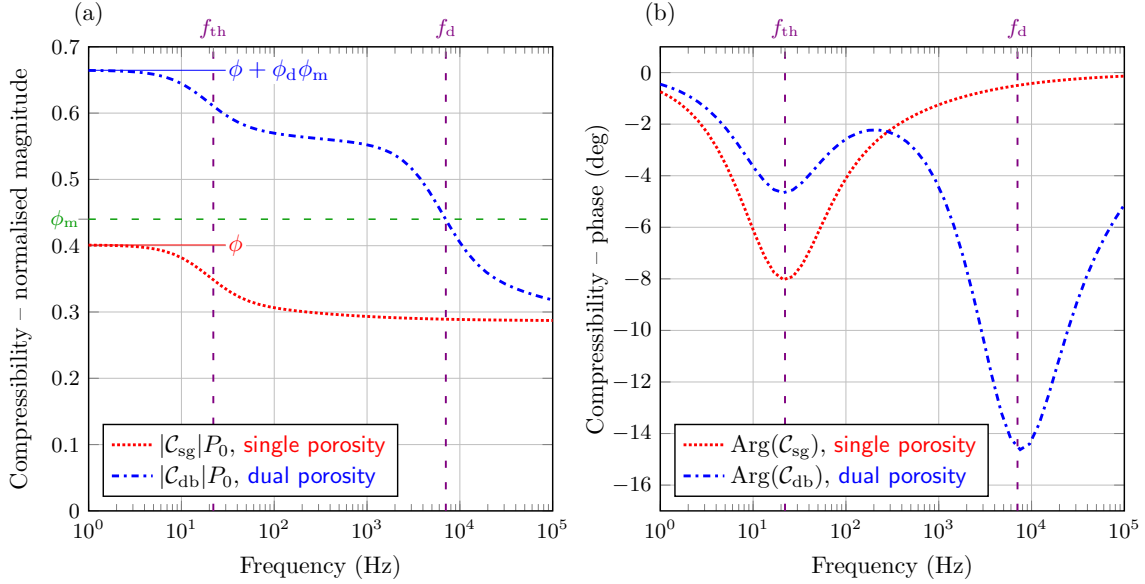 (a)
f_th f_d
Compressibility – normalised magnitude
0.7
0.6
0.5
0.4
0.3
0.2
0.1
0
ϕ + ϕ_dϕ_m
ϕ_m
ϕ
|𝒞_sg|P_0, single porosity
|𝒞_db|P_0, dual porosity
10^0 10^1 10^2 10^3 10^4 10^5
Frequency (Hz)
(b)
f_th f_d
Compressibility – phase (deg)
0
−2
−4
−6
−8
−10
−12
−14
−16
Arg(𝒞_sg), single porosity
Arg(𝒞_db), dual porosity
10^0 10^1 10^2 10^3 10^4 10^5
Frequency (Hz)